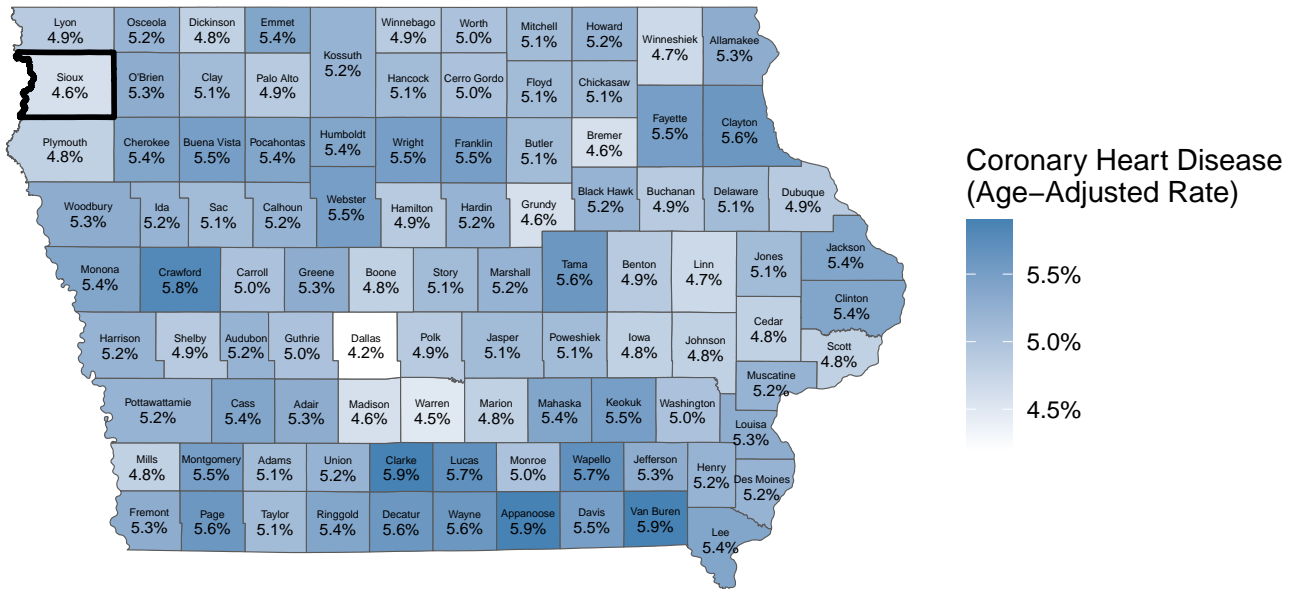 Lyon
4.9%
Osceola
5.2%
Dickinson
4.8%
Emmet
5.4%
Kossuth
5.2%
Winnebago
4.9%
Worth
5.0%
Mitchell
5.1%
Howard
5.2%
Winneshiek
4.7%
Allamakee
5.3%
Sioux
4.6%
O'Brien
5.3%
Clay
5.1%
Palo Alto
4.9%
Hancock
5.1%
Cerro Gordo
5.0%
Floyd
5.1%
Chickasaw
5.1%
Fayette
5.5%
Clayton
5.6%
Plymouth
4.8%
Cherokee
5.4%
Buena Vista
5.5%
Pocahontas
5.4%
Humboldt
5.4%
Wright
5.5%
Franklin
5.5%
Butler
5.1%
Bremer
4.6%
Woodbury
5.3%
Ida
5.2%
Sac
5.1%
Calhoun
5.2%
Webster
5.5%
Hamilton
4.9%
Hardin
5.2%
Grundy
4.6%
Black Hawk
5.2%
Buchanan
4.9%
Delaware
5.1%
Dubuque
4.9%
Monona
5.4%
Crawford
5.8%
Carroll
5.0%
Greene
5.3%
Boone
4.8%
Story
5.1%
Marshall
5.2%
Tama
5.6%
Benton
4.9%
Linn
4.7%
Jones
5.1%
Jackson
5.4%
Clinton
5.4%
Harrison
5.2%
Shelby
4.9%
Audubon
5.2%
Guthrie
5.0%
Dallas
4.2%
Polk
4.9%
Jasper
5.1%
Poweshiek
5.1%
Iowa
4.8%
Johnson
4.8%
Cedar
4.8%
Scott
4.8%
Muscatine
5.2%
Pottawattamie
5.2%
Cass
5.4%
Adair
5.3%
Madison
4.6%
Warren
4.5%
Marion
4.8%
Mahaska
5.4%
Keokuk
5.5%
Washington
5.0%
Louisa
5.3%
Mills
4.8%
Montgomery
5.5%
Adams
5.1%
Union
5.2%
Clarke
5.9%
Lucas
5.7%
Monroe
5.0%
Wapello
5.7%
Jefferson
5.3%
Henry
5.2%
Des Moines
5.2%
Fremont
5.3%
Page
5.6%
Taylor
5.1%
Ringgold
5.4%
Decatur
5.6%
Wayne
5.6%
Appanoose
5.9%
Davis
5.5%
Van Buren
5.9%
Lee
5.4%
Coronary Heart Disease
(Age−Adjusted Rate)
5.5%
5.0%
4.5%